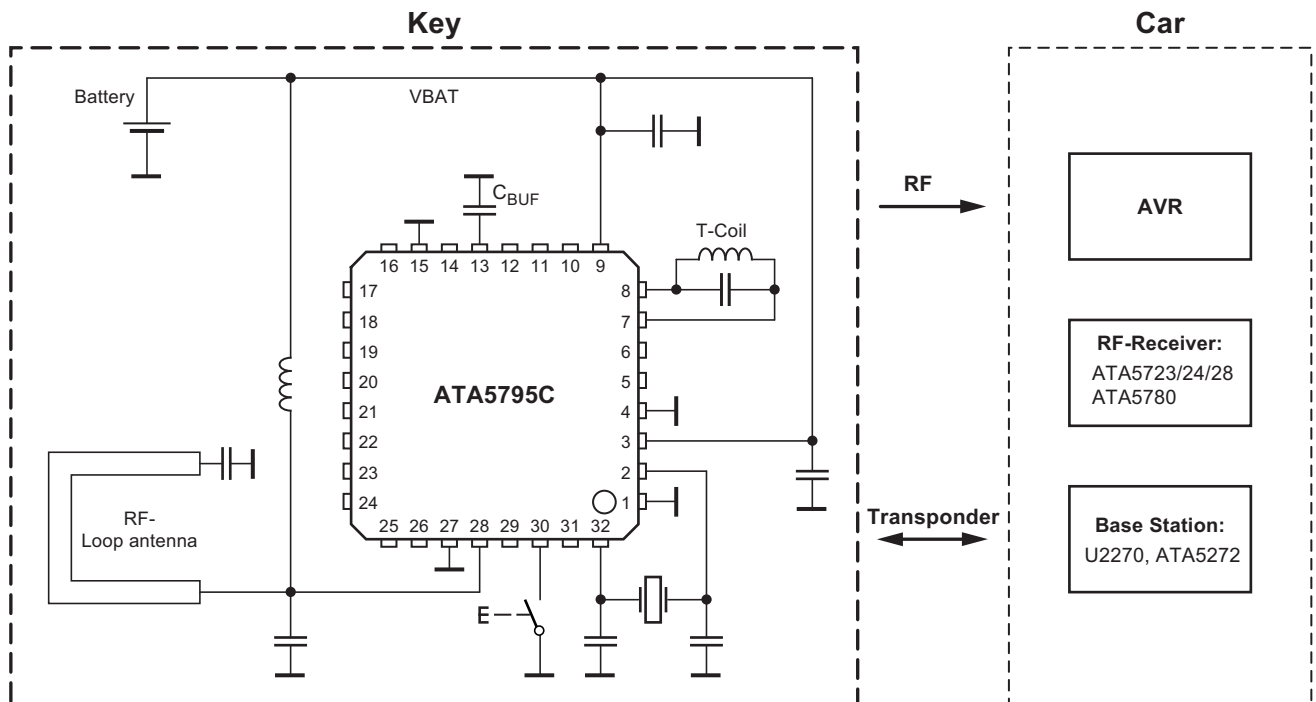 Key
Car
Battery
VBAT
CBUF
T-Coil
RF
AVR
16 15 14 13 12 11 10 9
17
18
19
20
21
22
23
24
8
7
6
5
4
3
2
1
ATA5795C
25 26 27 28 29 30 31 32
RF-
Loop antenna
E
RF-Receiver:
ATA5723/24/28
ATA5780
Transponder
Base Station:
U2270, ATA5272